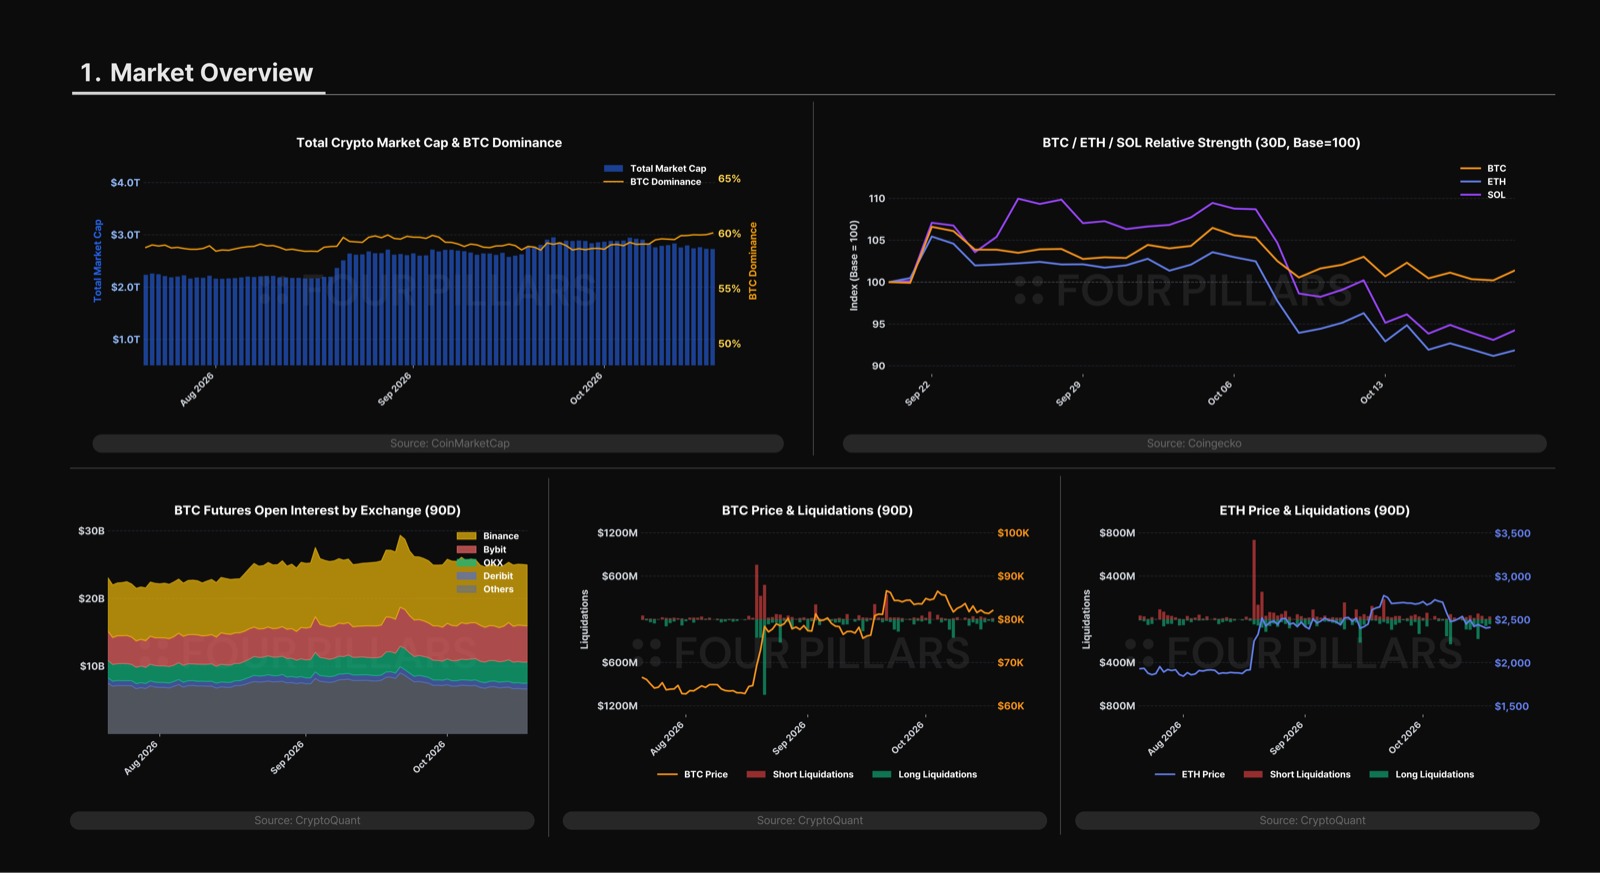 1. Market Overview
Total Crypto Market Cap & BTC Dominance
Total Market Cap
BTC Dominance
$4.0T
$3.0T
$2.0T
$1.0T
65%
60%
55%
50%
Total Market Cap
BTC Dominance
FOUR PILLARS
Aug 2026
Sep 2026
Oct 2026
Source: CoinMarketCap
BTC / ETH / SOL Relative Strength (30D, Base=100)
BTC
ETH
SOL
110
105
100
95
90
Index (Base = 100)
FOUR PILLARS
Sep 22
Sep 29
Oct 06
Oct 13
Source: Coingecko
BTC Futures Open Interest by Exchange (90D)
$30B
$20B
$10B
Binance
Bybit
OKX
Deribit
Others
FOUR PILLARS
Aug 2026
Sep 2026
Oct 2026
Source: CryptoQuant
BTC Price & Liquidations (90D)
$1200M
$600M
$600M
$1200M
$100K
$90K
$80K
$70K
$60K
Liquidations
FOUR PILLARS
Aug 2026
Sep 2026
Oct 2026
BTC Price
Short Liquidations
Long Liquidations
Source: CryptoQuant
ETH Price & Liquidations (90D)
$800M
$400M
$400M
$800M
$3,500
$3,000
$2,500
$2,000
$1,500
Liquidations
FOUR PILLARS
Aug 2026
Sep 2026
Oct 2026
ETH Price
Short Liquidations
Long Liquidations
Source: CryptoQuant